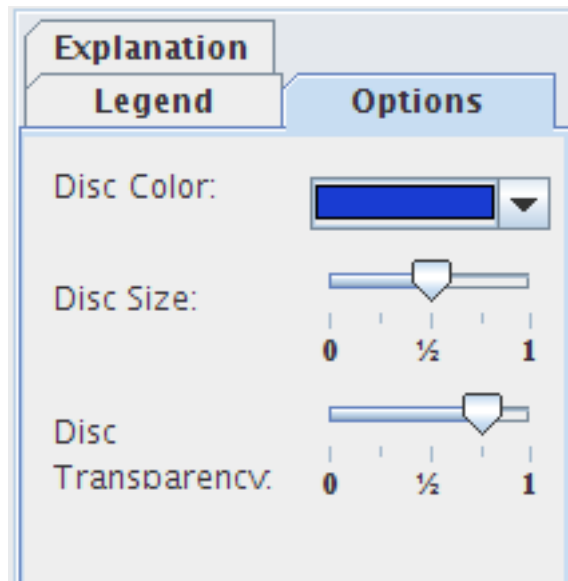 Explanation
Legend Options
Disc Color:
Disc Size:
0 ½ 1
Disc
Transparency:
0 ½ 1